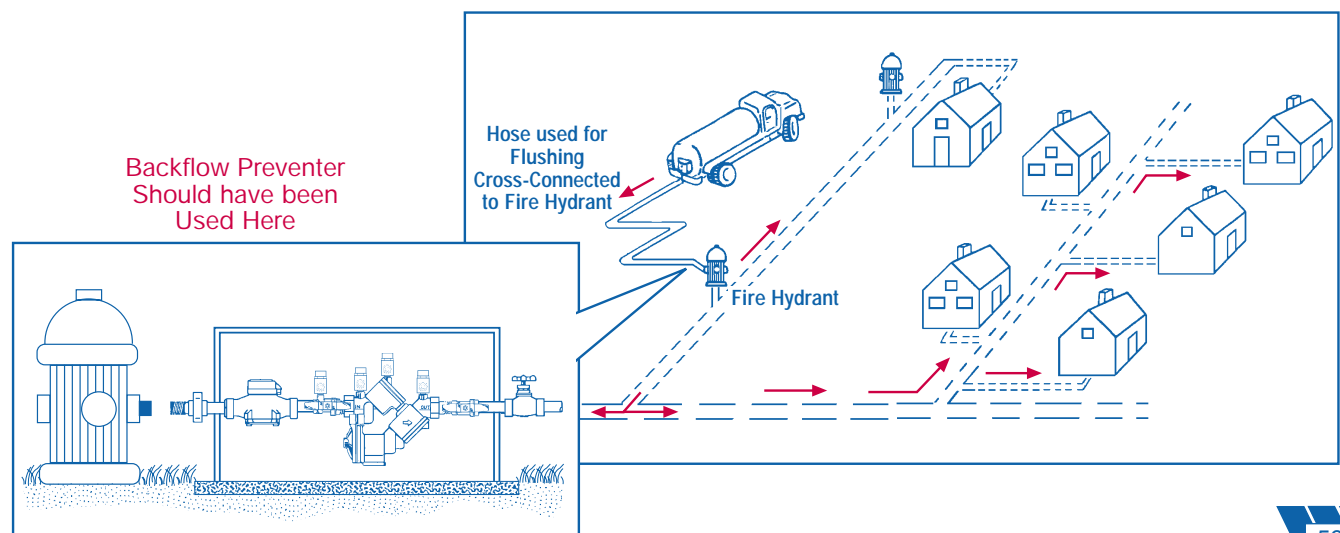 Backflow Preventer
Should have been
Used Here
Hose used for
Flushing
Cross-Connected
to Fire Hydrant
Fire Hydrant